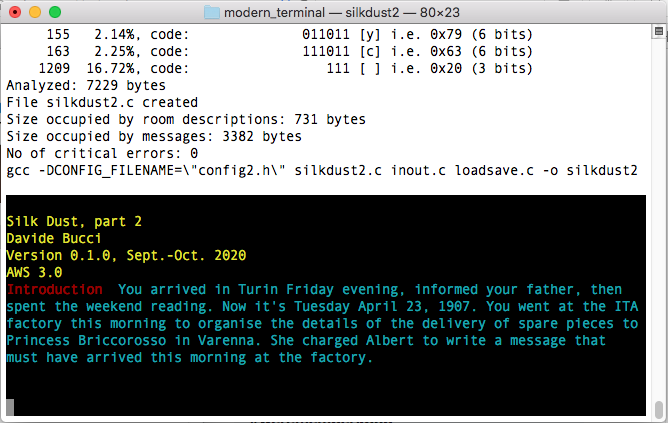 modern_terminal — silkdust2 — 80×23
155 2.14%, code: 011011 [y] i.e. 0x79 (6 bits)
163 2.25%, code: 111011 [c] i.e. 0x63 (6 bits)
1209 16.72%, code: 111 [ ] i.e. 0x20 (3 bits)
Analyzed: 7229 bytes
File silkdust2.c created
Size occupied by room descriptions: 731 bytes
Size occupied by messages: 3382 bytes
No of critical errors: 0
gcc -DCONFIG_FILENAME=\"config2.h\" silkdust2.c inout.c loadsave.c -o silkdust2
Silk Dust, part 2
Davide Bucci
Version 0.1.0, Sept.-Oct. 2020
AWS 3.0
Introduction You arrived in Turin Friday evening, informed your father, then
spent the weekend reading. Now it's Tuesday April 23, 1907. You went at the ITA
factory this morning to organise the details of the delivery of spare pieces to
Princess Briccorosso in Varenna. She charged Albert to write a message that
must have arrived this morning at the factory.